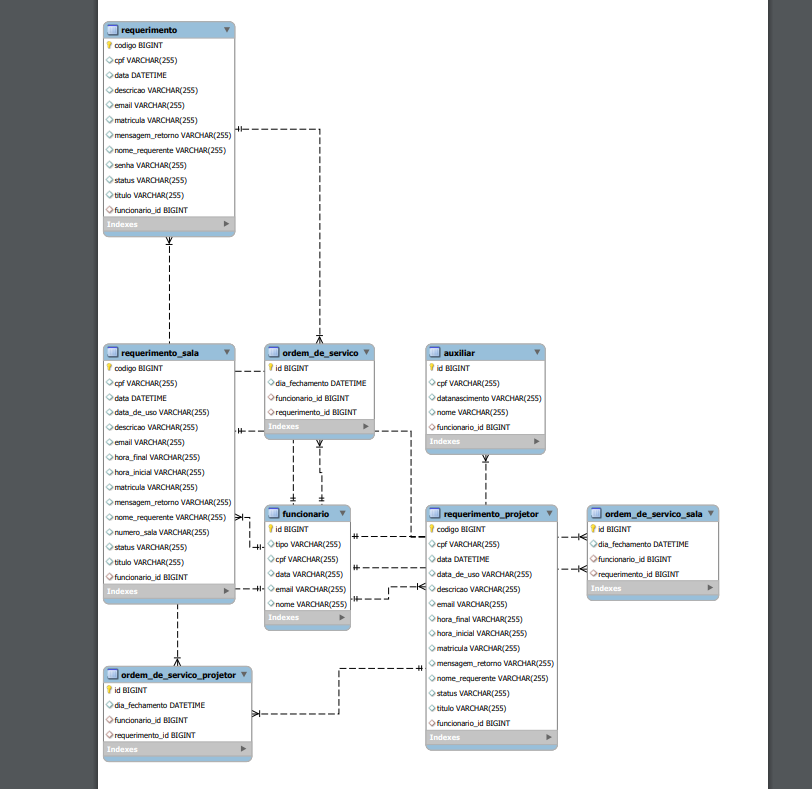 requerimento
codigo BIGINT
cpf VARCHAR(255)
data DATETIME
descricao VARCHAR(255)
email VARCHAR(255)
matricula VARCHAR(255)
mensagem_retorno VARCHAR(255)
nome_requerente VARCHAR(255)
senha VARCHAR(255)
status VARCHAR(255)
titulo VARCHAR(255)
funcionario_id BIGINT
Indexes
requerimento_sala
codigo BIGINT
cpf VARCHAR(255)
data DATETIME
data_de_uso VARCHAR(255)
descricao VARCHAR(255)
email VARCHAR(255)
hora_final VARCHAR(255)
hora_inicial VARCHAR(255)
matricula VARCHAR(255)
mensagem_retorno VARCHAR(255)
nome_requerente VARCHAR(255)
numero_sala VARCHAR(255)
status VARCHAR(255)
titulo VARCHAR(255)
funcionario_id BIGINT
Indexes
ordem_de_servico
id BIGINT
dia_fechamento DATETIME
funcionario_id BIGINT
requerimento_id BIGINT
Indexes
auxiliar
id BIGINT
cpf VARCHAR(255)
datanascimento VARCHAR(255)
nome VARCHAR(255)
funcionario_id BIGINT
Indexes
funcionario
id BIGINT
tipo VARCHAR(255)
cpf VARCHAR(255)
data VARCHAR(255)
email VARCHAR(255)
nome VARCHAR(255)
Indexes
requerimento_projetor
codigo BIGINT
cpf VARCHAR(255)
data DATETIME
data_de_uso VARCHAR(255)
descricao VARCHAR(255)
email VARCHAR(255)
hora_final VARCHAR(255)
hora_inicial VARCHAR(255)
matricula VARCHAR(255)
mensagem_retorno VARCHAR(255)
nome_requerente VARCHAR(255)
status VARCHAR(255)
titulo VARCHAR(255)
funcionario_id BIGINT
Indexes
ordem_de_servico_sala
id BIGINT
dia_fechamento DATETIME
funcionario_id BIGINT
requerimento_id BIGINT
Indexes
ordem_de_servico_projetor
id BIGINT
dia_fechamento DATETIME
funcionario_id BIGINT
requerimento_id BIGINT
Indexes